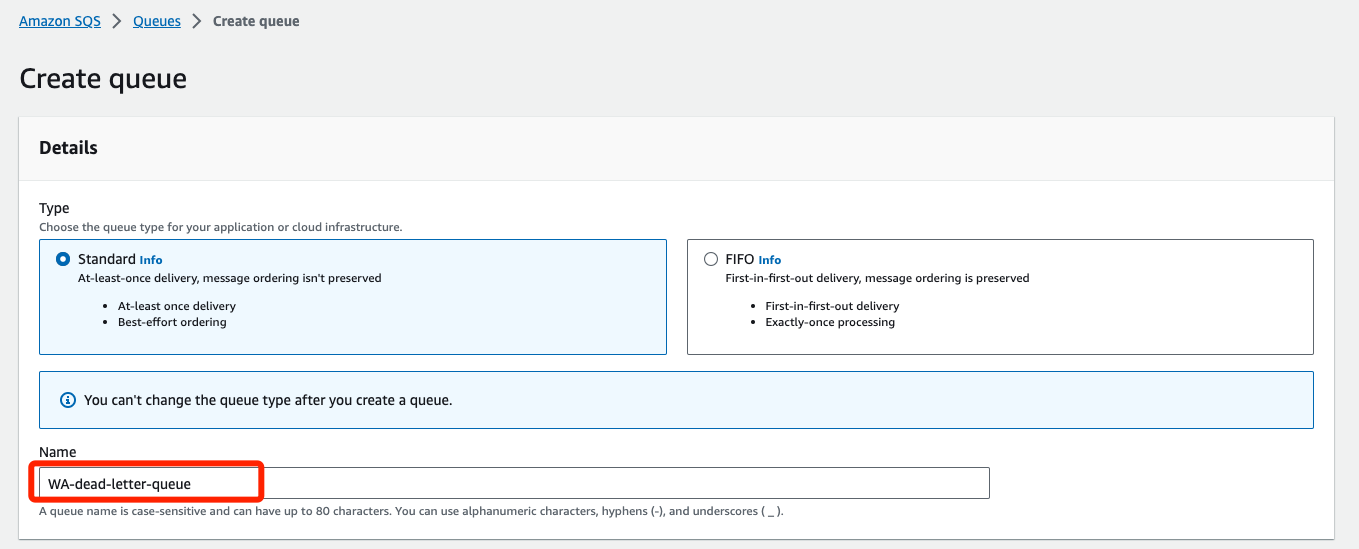 Amazon SQS > Queues > Create queue
Create queue
Details
Type
Choose the queue type for your application or cloud infrastructure.
Standard Info
At-least-once delivery, message ordering isn't preserved
• At-least once delivery
• Best-effort ordering
FIFO Info
First-in-first-out delivery, message ordering is preserved
• First-in-first-out delivery
• Exactly-once processing
You can't change the queue type after you create a queue.
Name
WA-dead-letter-queue
A queue name is case-sensitive and can have up to 80 characters. You can use alphanumeric characters, hyphens (-), and underscores ( _ ).